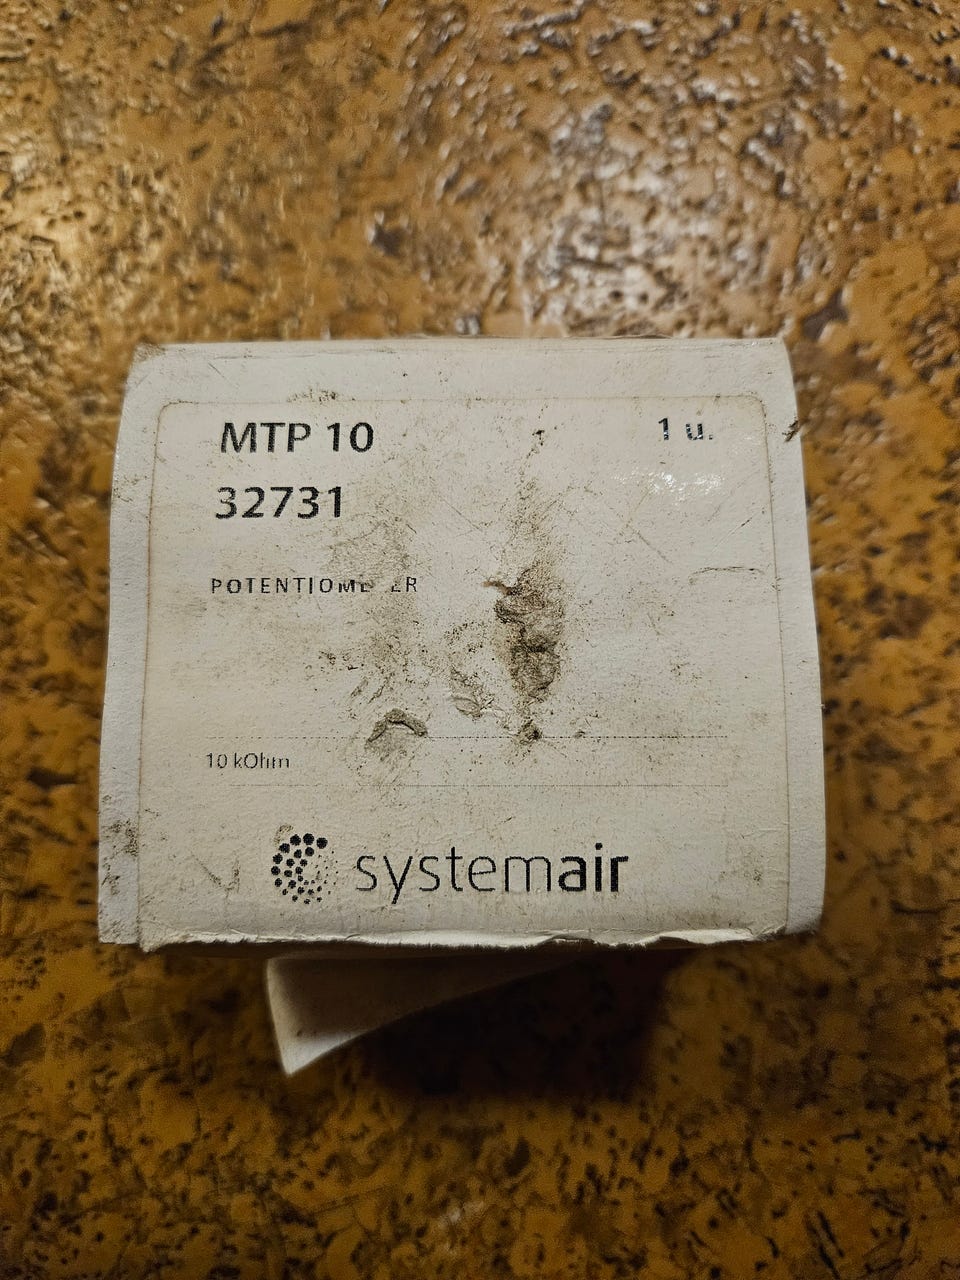 MTP 10
1 u.
32731
POTENTIOMETER
10 kOhm
systemair